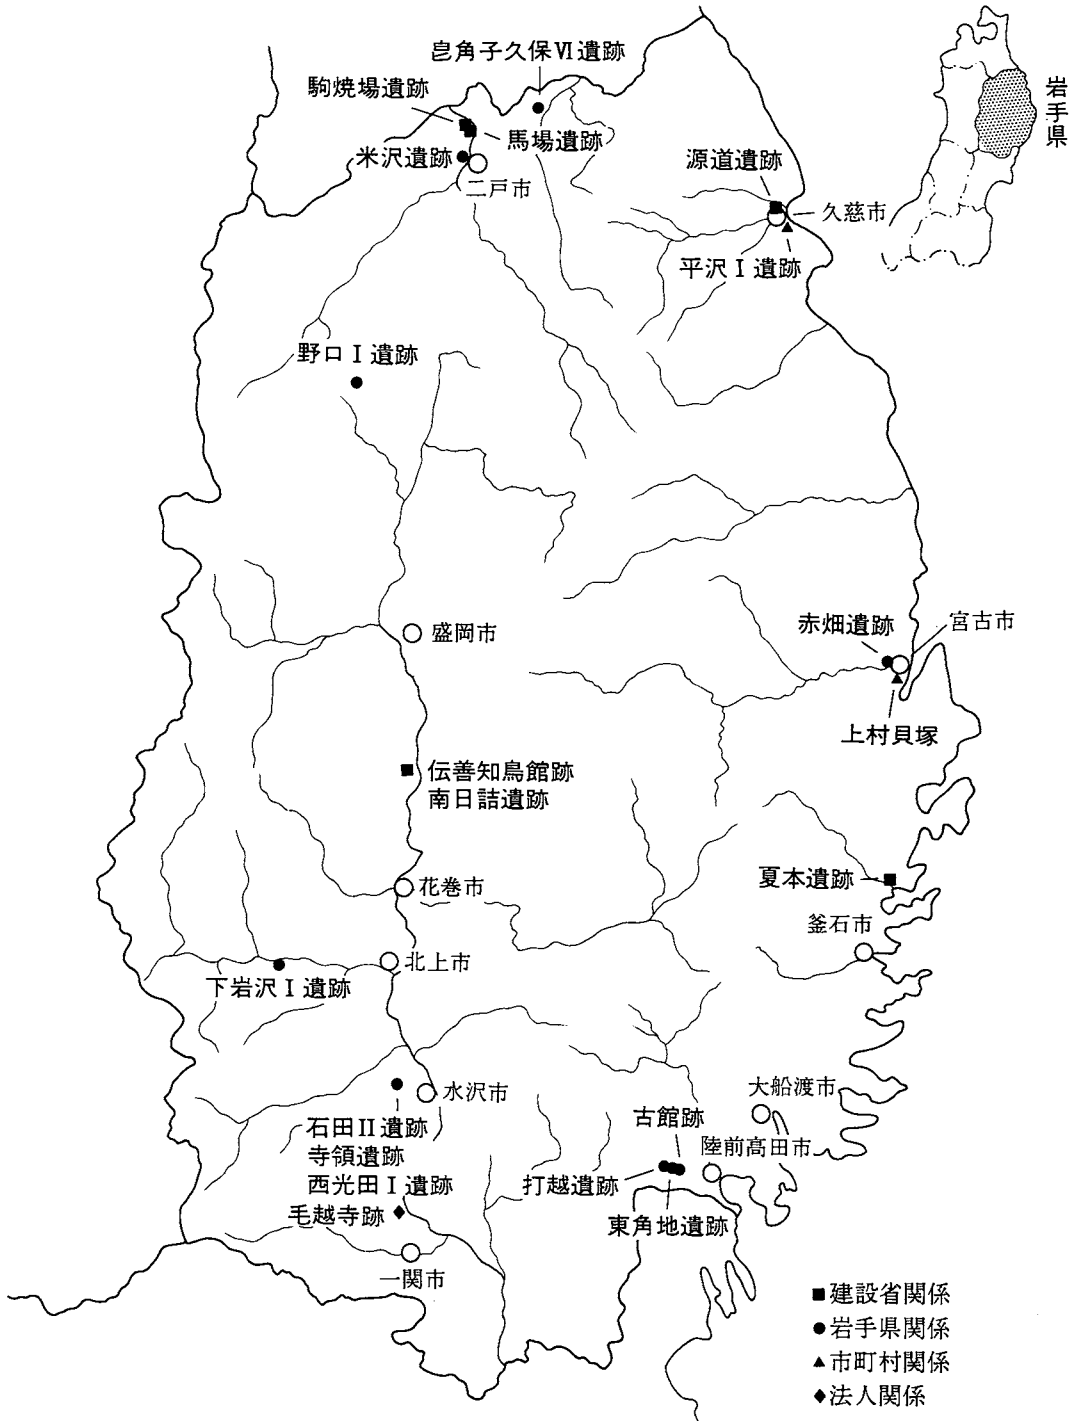 皀角子久保Ⅵ遺跡
駒焼場遺跡
馬場遺跡
米沢遺跡
二戸市
源道遺跡
久慈市
平沢Ⅰ遺跡
岩手県
野口Ⅰ遺跡
盛岡市
赤畑遺跡
宮古市
上村貝塚
伝善知鳥館跡
南日詰遺跡
花巻市
夏本遺跡
釜石市
北上市
下岩沢Ⅰ遺跡
水沢市
大船渡市
古館跡
石田Ⅱ遺跡
寺領遺跡
西光田Ⅰ遺跡
陸前高田市
打越遺跡
毛越寺跡
東角地遺跡
一関市
■建設省関係
●岩手県関係
▲市町村関係
◆法人関係